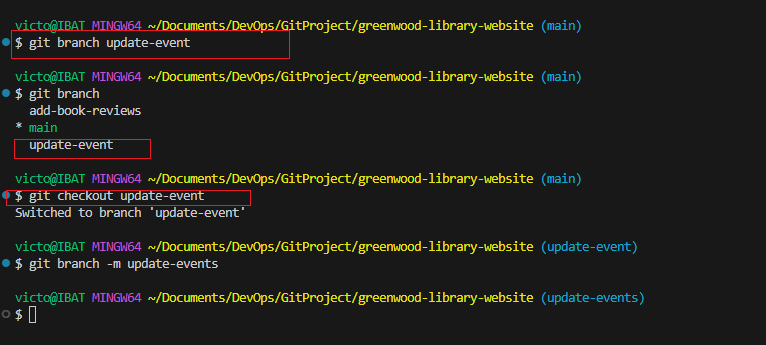 victo@IBAT MINGW64 ~/Documents/DevOps/GitProject/greenwood-library-website (main)
$ git branch update-event
victo@IBAT MINGW64 ~/Documents/DevOps/GitProject/greenwood-library-website (main)
$ git branch
add-book-reviews
* main
update-event
victo@IBAT MINGW64 ~/Documents/DevOps/GitProject/greenwood-library-website (main)
$ git checkout update-event
Switched to branch 'update-event'
victo@IBAT MINGW64 ~/Documents/DevOps/GitProject/greenwood-library-website (update-event)
$ git branch -m update-events
victo@IBAT MINGW64 ~/Documents/DevOps/GitProject/greenwood-library-website (update-events)
$